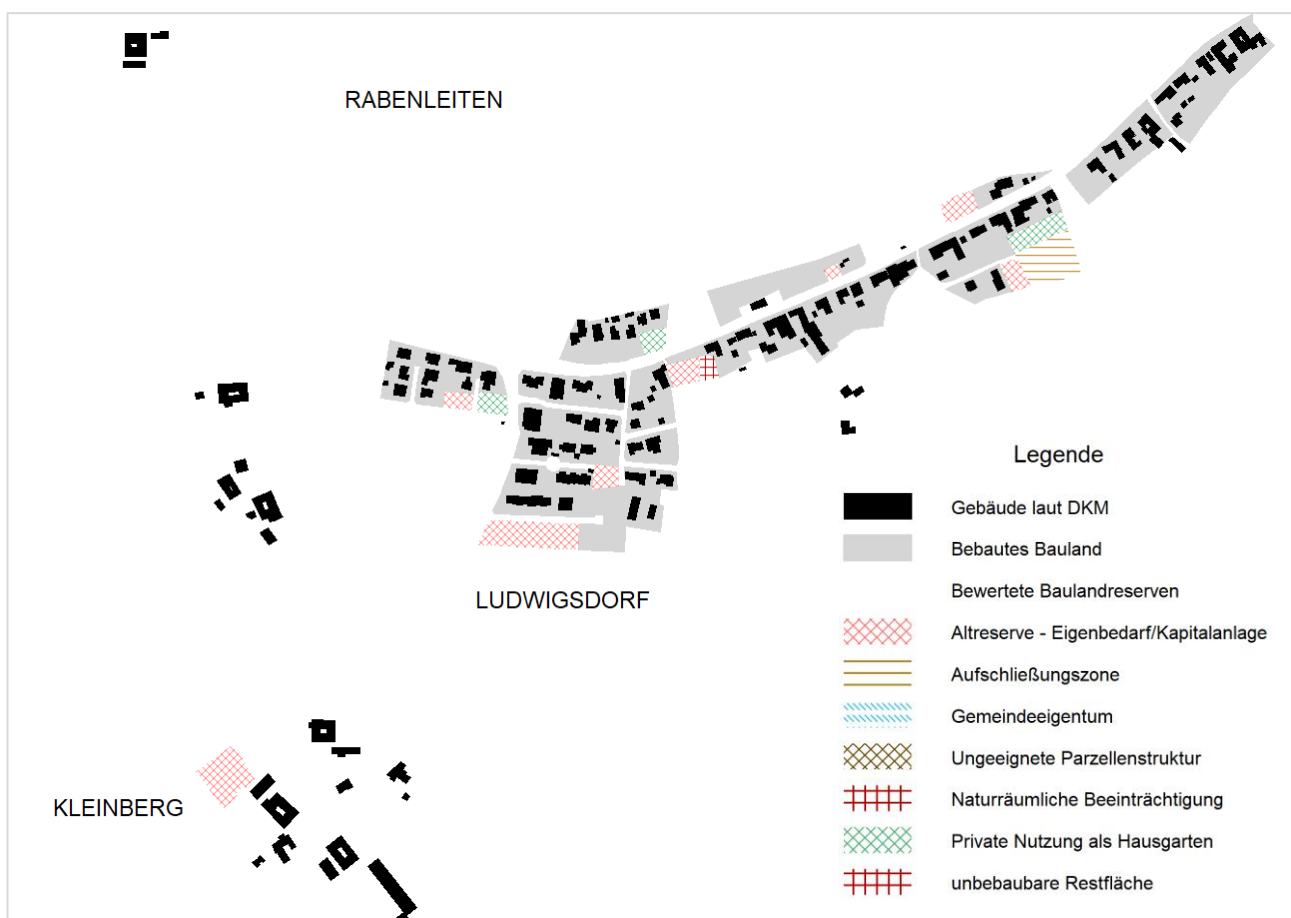 RABENLEITEN
LUDWIGSDORF
KLEINBERG
Legende
Gebäude laut DKM
Bebautes Bauland
Bewertete Baulandreserven
Altreserve - Eigenbedarf/Kapitalanlage
Aufschließungszone
Gemeindeeigentum
Ungeeignete Parzellenstruktur
Naturräumliche Beeinträchtigung
Private Nutzung als Hausgarten
unbebaubare Restfläche